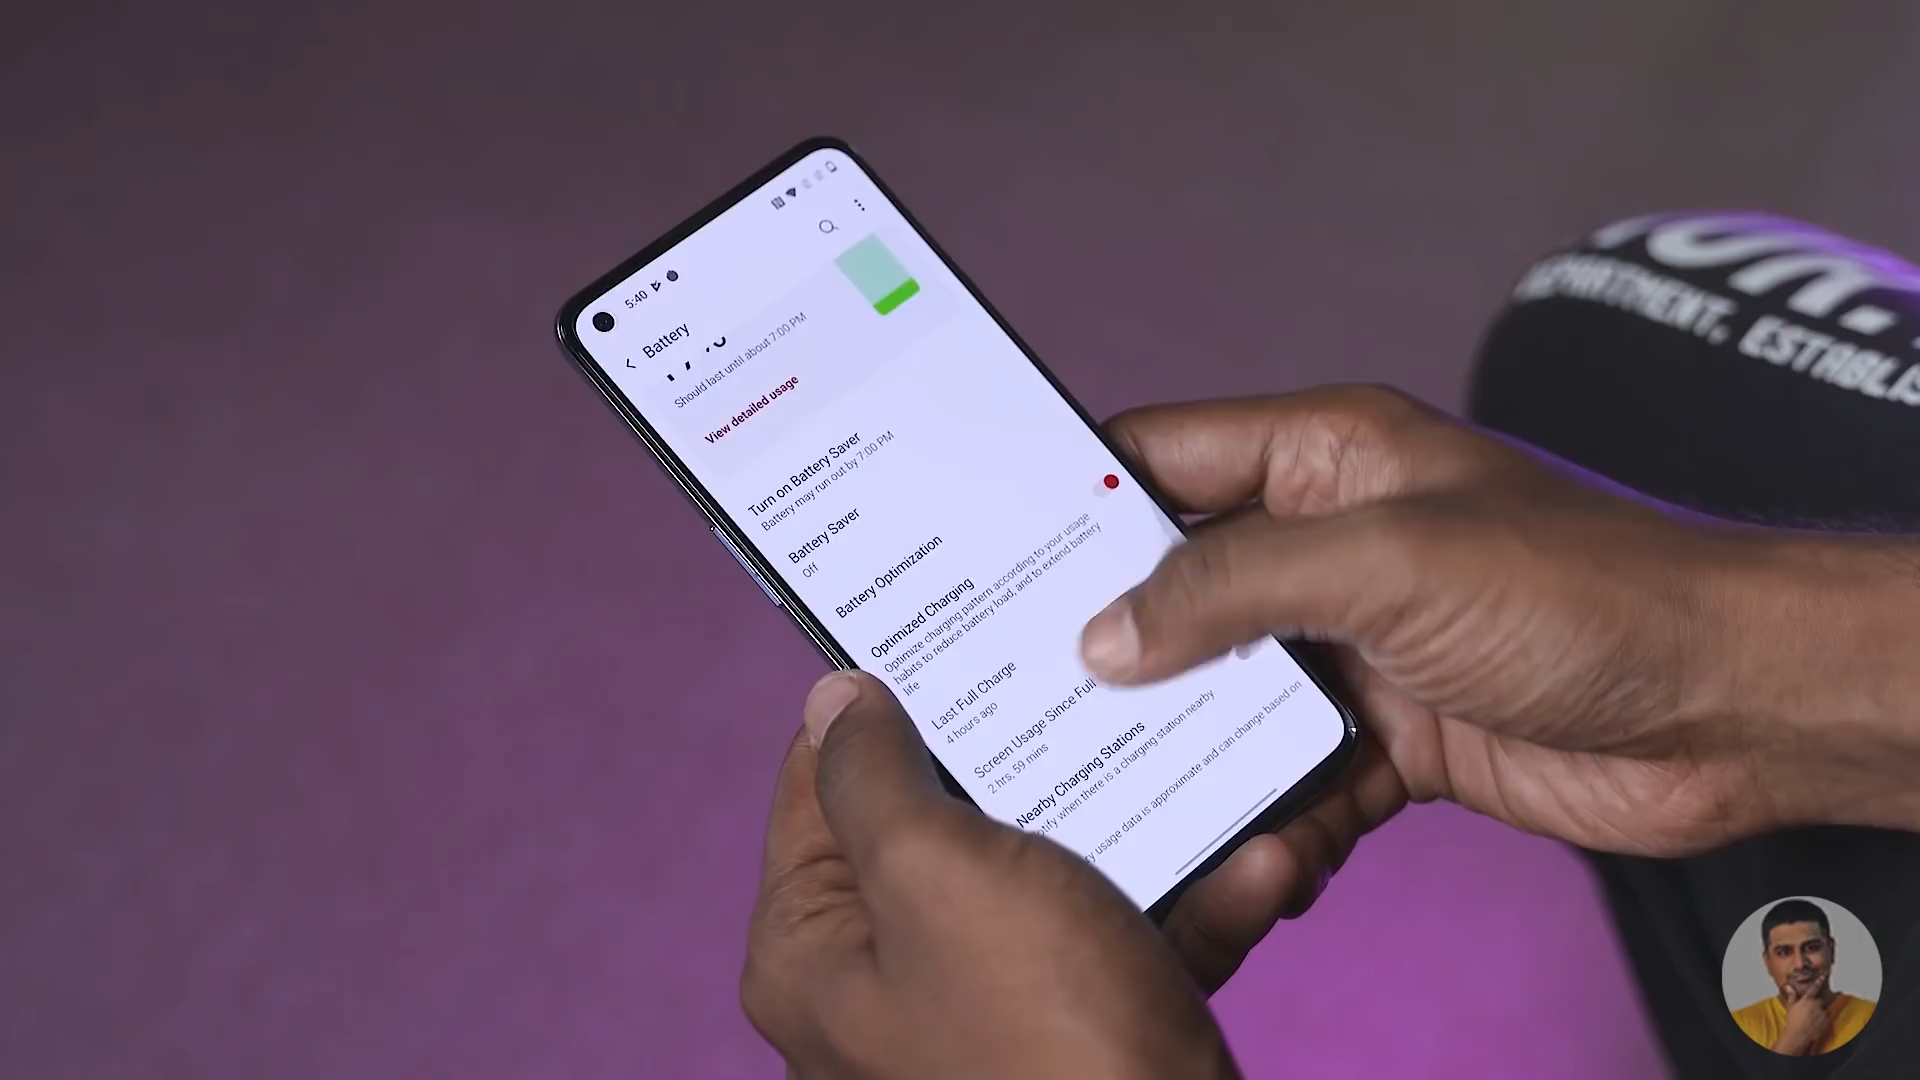 5:40
Battery
Should last until about 7:00 PM
View detailed usage
Turn on Battery Saver
Battery may run out by 7:00 PM
Battery Saver
Off
Battery Optimization
Optimized Charging
Optimize charging pattern according to your usage
habits to reduce battery load, and to extend battery
life
Last Full Charge
4 hours ago
Screen Usage Since Full
2 hrs, 59 mins
Nearby Charging Stations
when there is a charging station nearby
usage data is approximate and can change based on